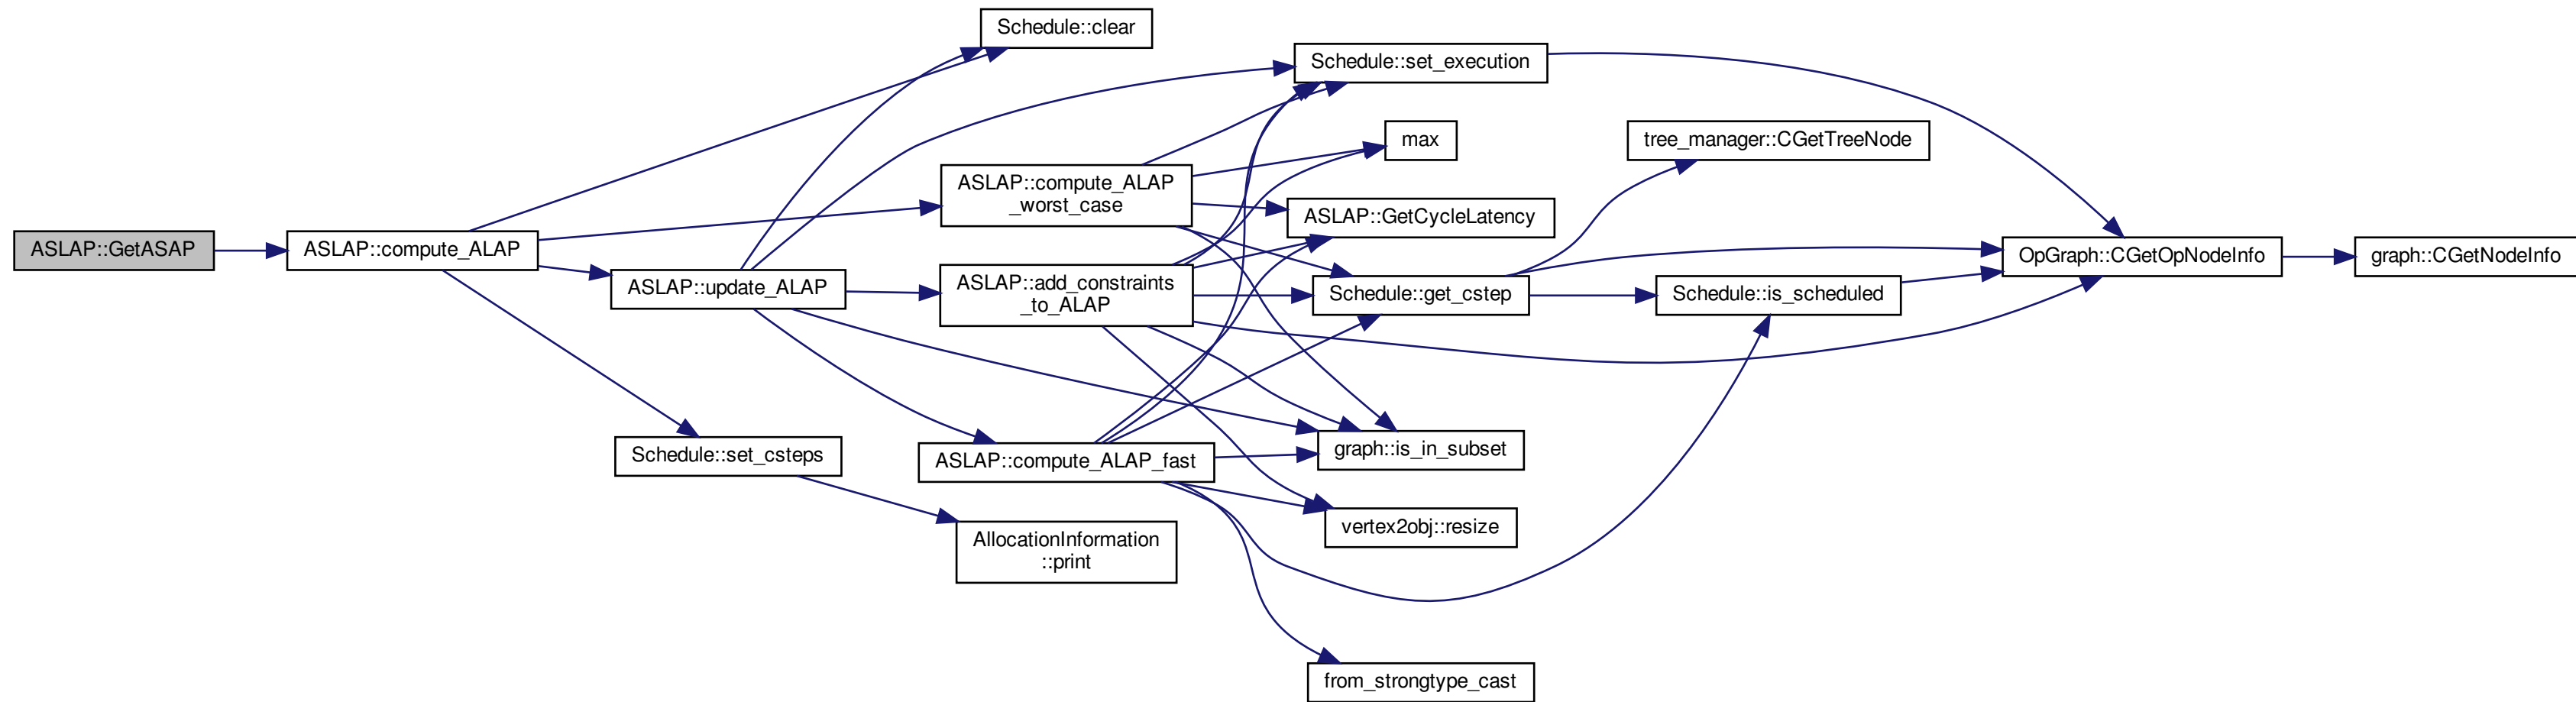 Schedule::clear
Schedule::set_execution
max
tree_manager::CGetTreeNode
ASLAP::compute_ALAP
_worst_case
ASLAP::GetCycleLatency
ASLAP::GetASAP
ASLAP::compute_ALAP
OpGraph::CGetOpNodeInfo
graph::CGetNodeInfo
ASLAP::update_ALAP
ASLAP::add_constraints
_to_ALAP
Schedule::get_cstep
Schedule::is_scheduled
Schedule::set_csteps
ASLAP::compute_ALAP_fast
graph::is_in_subset
vertex2obj::resize
AllocationInformation
::print
from_strongtype_cast